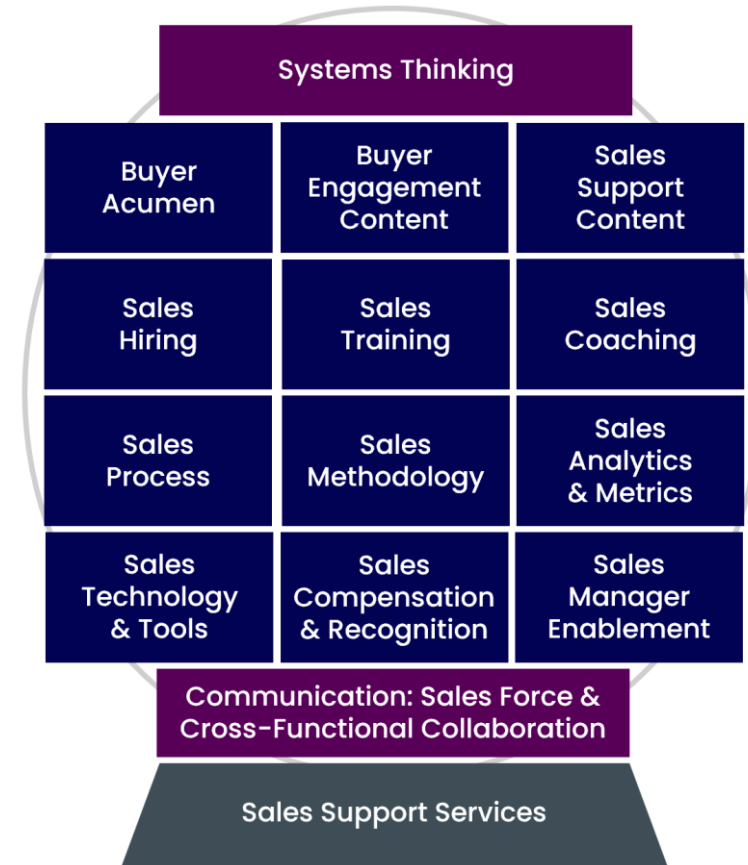 Systems Thinking
Buyer
Acumen
Buyer
Engagement
Content
Sales
Support
Content
Sales
Hiring
Sales
Training
Sales
Coaching
Sales
Process
Sales
Methodology
Sales
Analytics
& Metrics
Sales
Technology
& Tools
Sales
Compensation
& Recognition
Sales
Manager
Enablement
Communication: Sales Force &
Cross-Functional Collaboration
Sales Support Services